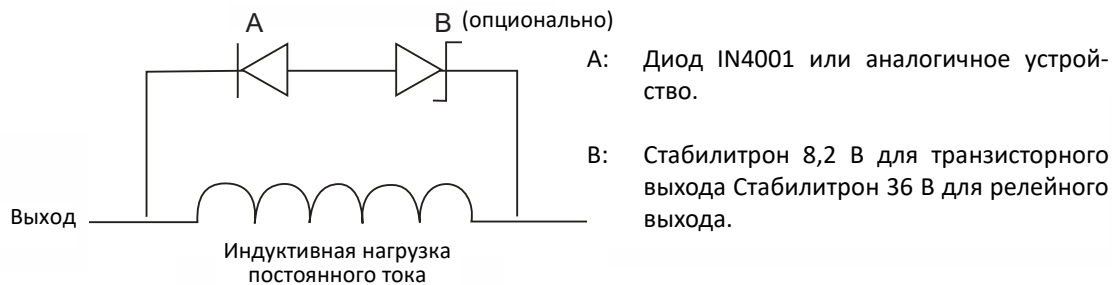 A
B (опционально)
Выход
Индуктивная нагрузка
постоянного тока
A: Диод IN4001 или аналогичное устрой-
ство.
B: Стабилитрон 8,2 В для транзисторного
выхода Стабилитрон 36 В для релейного
выхода.